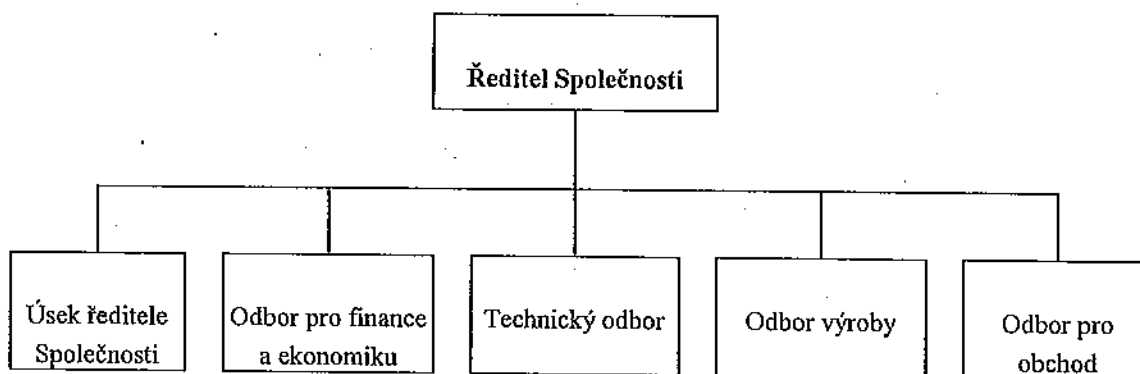 Ředitel Společnosti
Úsek ředitele
Společnosti
Odbor pro finance
a ekonomiku
Technický odbor
Odbor výroby
Odbor pro
obchod